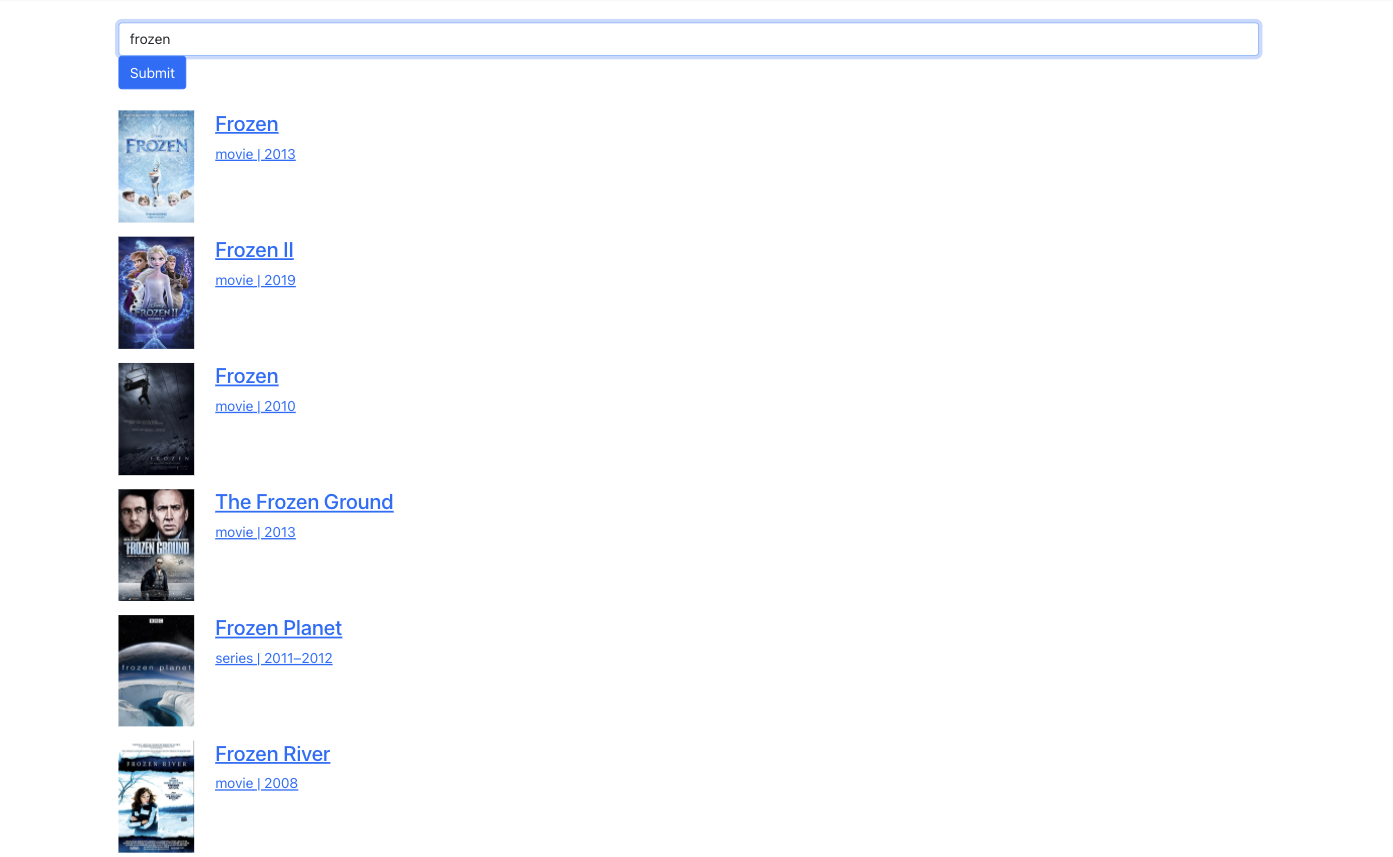 frozen
Submit
FROZEN
Frozen
movie | 2013
FROZEN II
Frozen II
movie | 2019
FROZEN
Frozen
movie | 2010
FROZEN GROUND
The Frozen Ground
movie | 2013
BBC
frozen planet
Frozen Planet
series | 2011–2012
FROZEN RIVER
Frozen River
movie | 2008